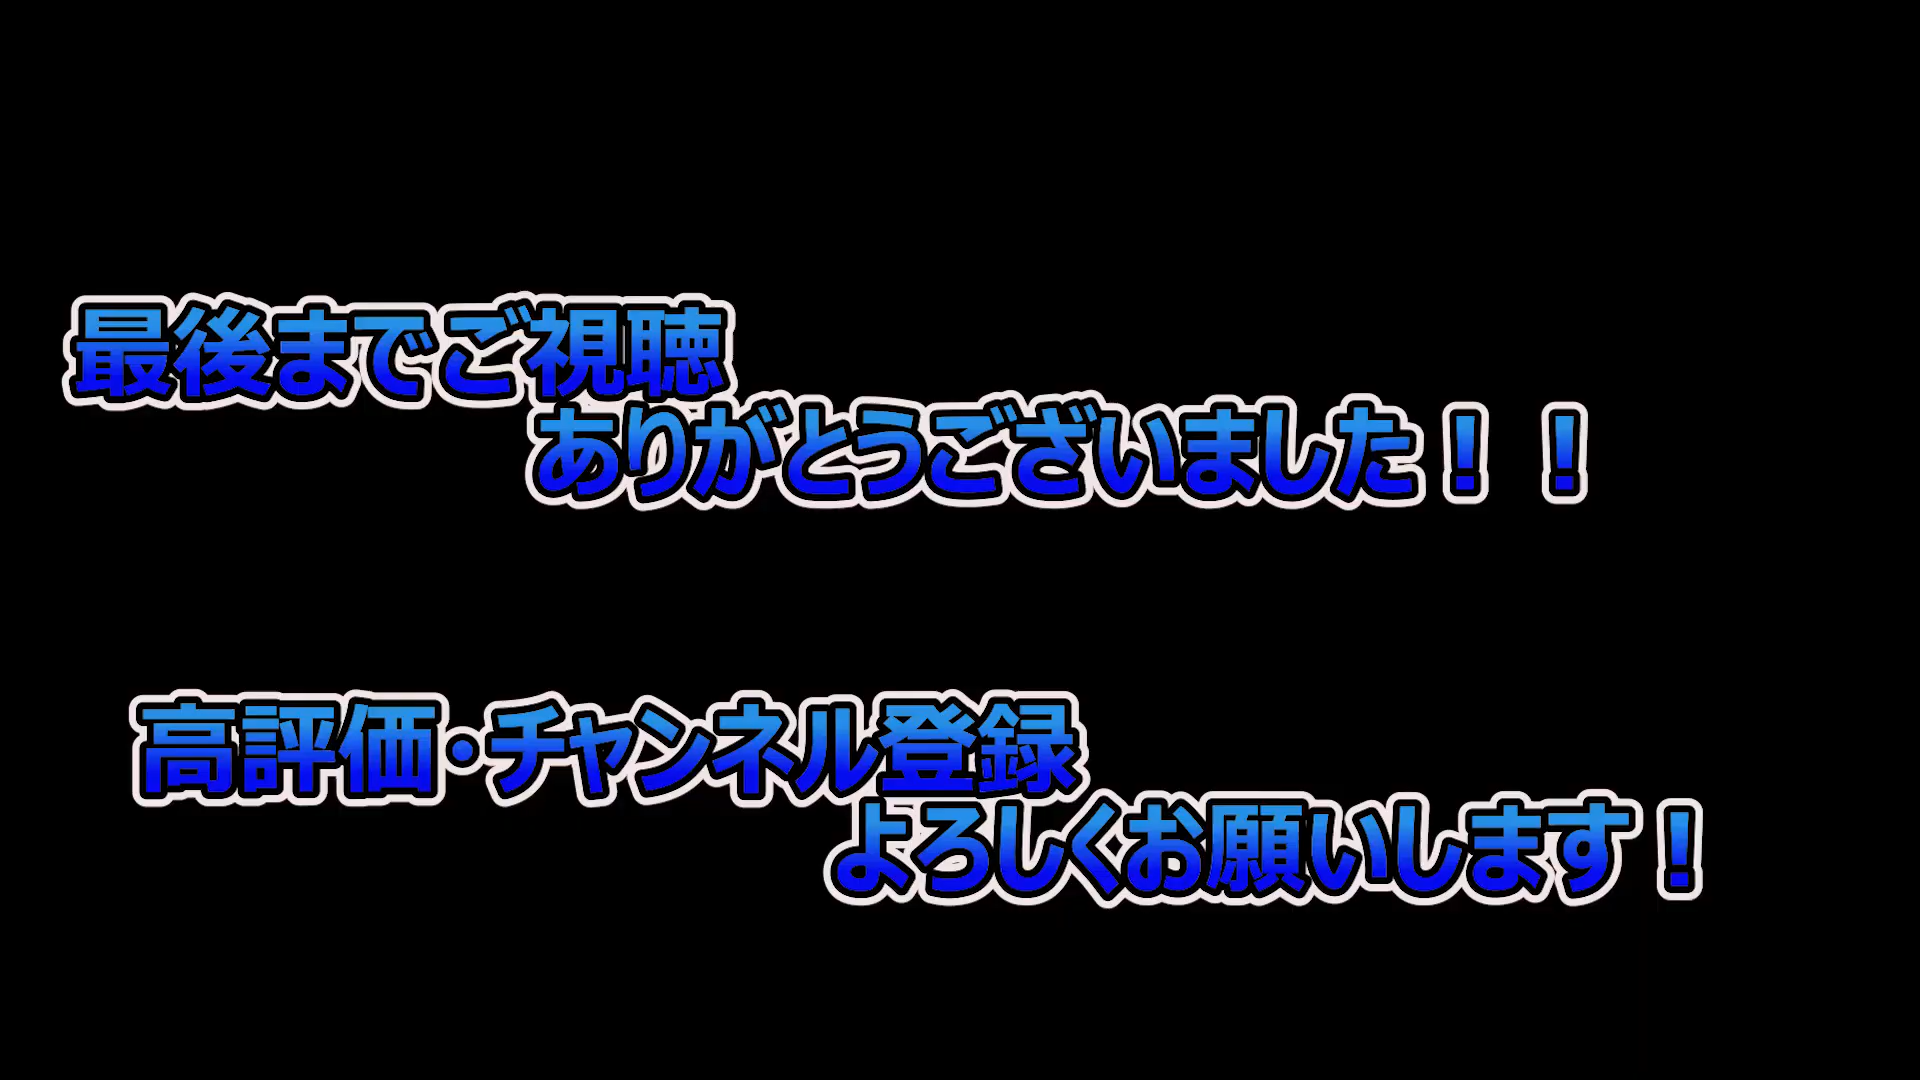 最後までご視聴
ありがとうございました！！
高評価・チャンネル登録
よろしくお願いします！